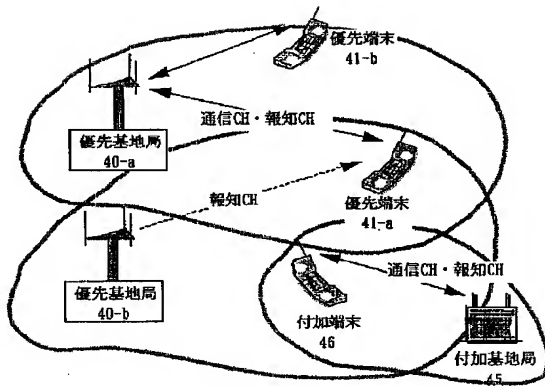 優先端末
41-b
通信CH・報知CH
優先基地局
40-a
優先端末
41-a
報知CH
優先基地局
40-b
通信CH・報知CH
付加端末
46
付加基地局
45